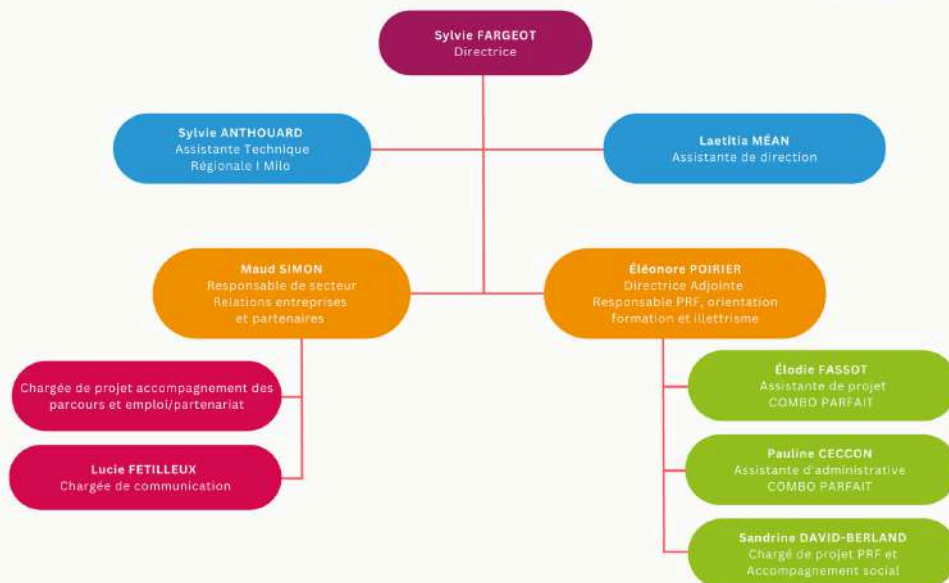 Sylvie FARGEOT
Directrice
Sylvie ANTHOUARD
Assistante Technique
Régionale I Milo
Laetitia MÉAN
Assistante de direction
Maud SIMON
Responsable de secteur
Relations entreprises
et partenaires
Éléonore POIRIER
Directrice Adjointe
Responsable PRF, orientation
formation et illettrisme
Chargée de projet accompagnement des
parcours et emploi/partenariat
Lucie FETILLEUX
Chargée de communication
Élodie FASSOT
Assistante de projet
COMBO PARFAIT
Pauline CECCON
Assistante d'administrative
COMBO PARFAIT
Sandrine DAVID-BERLAND
Chargé de projet PRF et
Accompagnement social